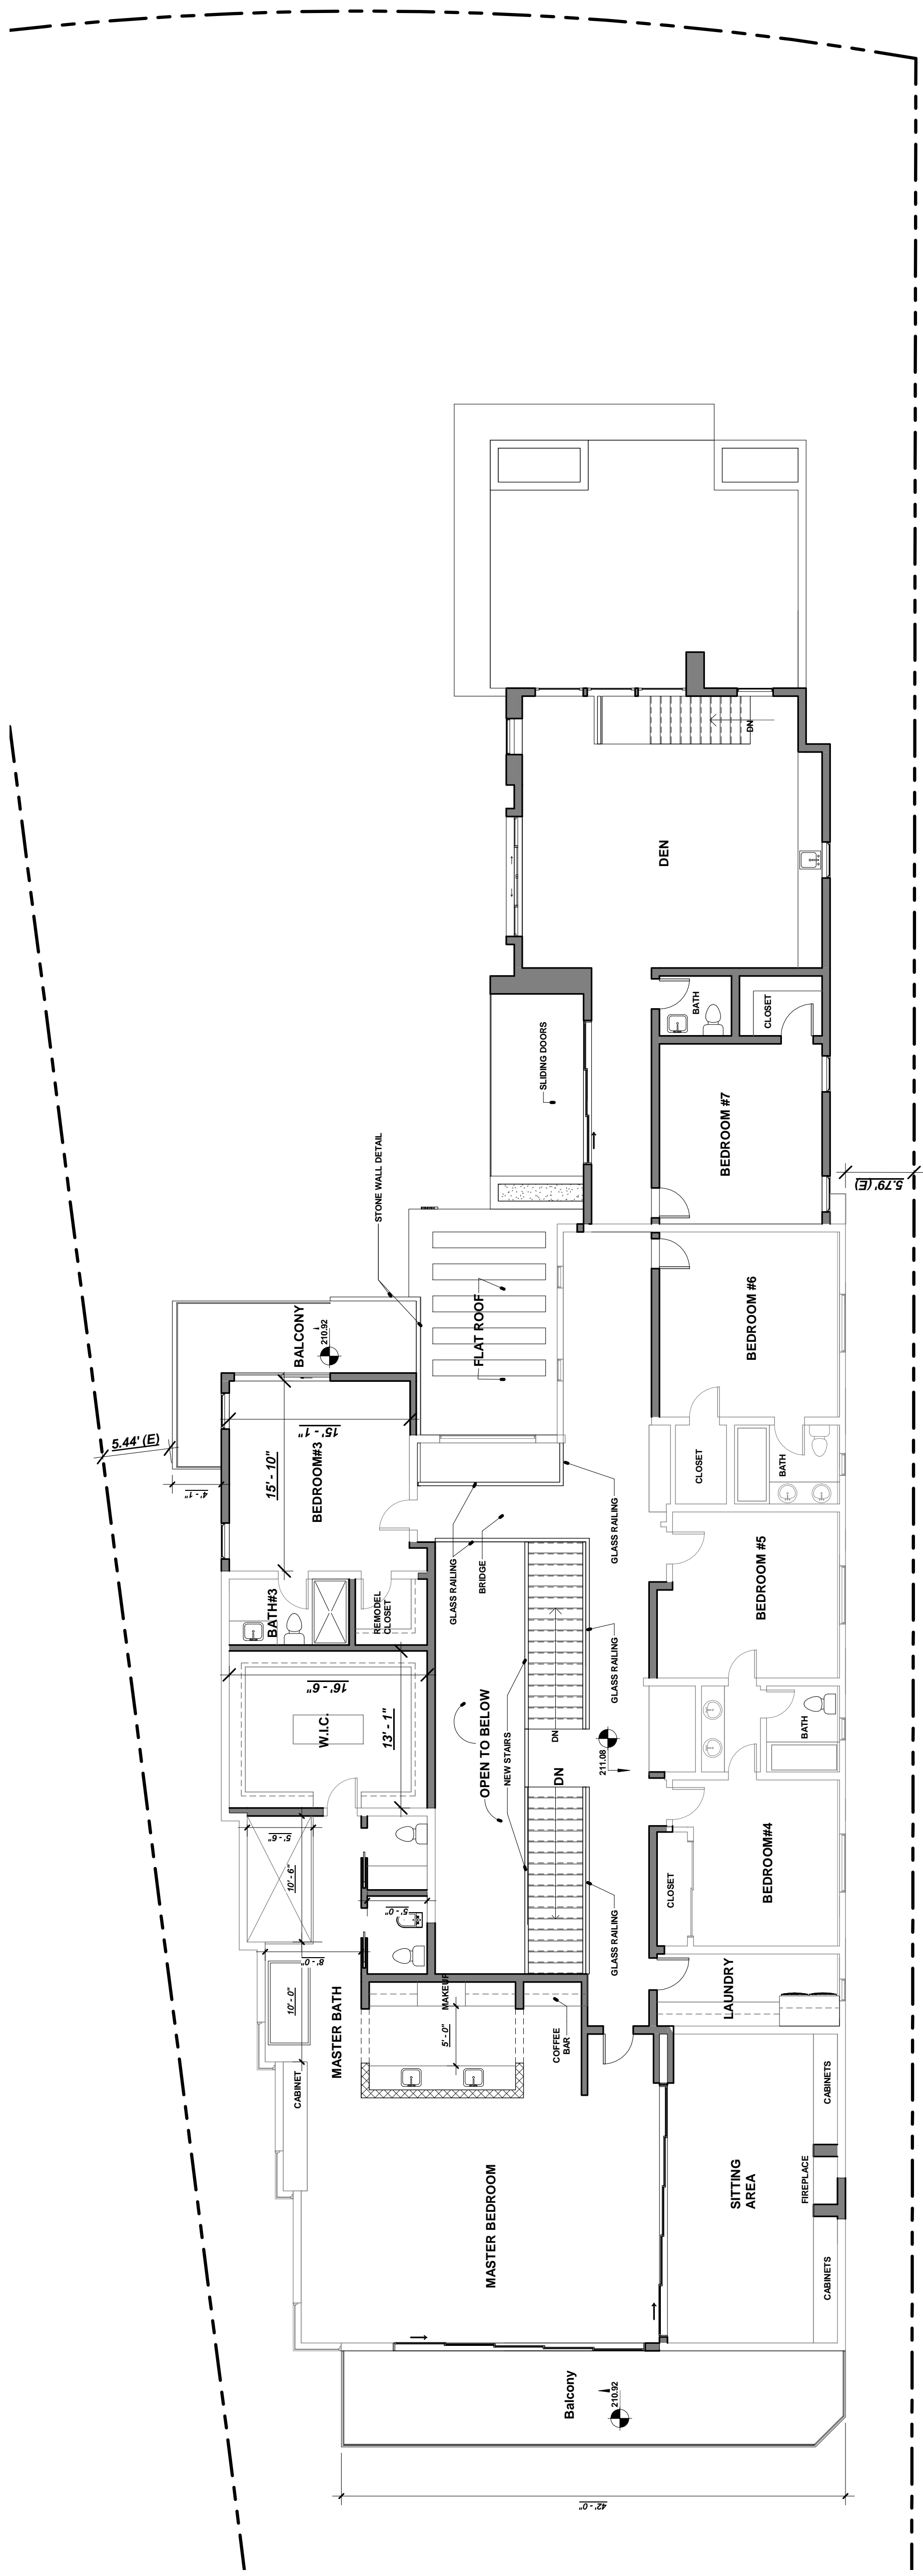 DN
DEN
BATH
CLOSET
SLIDING DOORS
BEDROOM #7
5.79' (E)
STONE WALL DETAIL
FLAT ROOF
BEDROOM #6
BALCONY
210.92
5.44' (E)
4' - 1"
15' - 1"
15' - 10"
BEDROOM#3
CLOSET
BATH
GLASS RAILING
BRIDGE
GLASS RAILING
BEDROOM #5
BATH#3
REMODEL
CLOSET
16' - 6"
W.I.C.
13' - 1"
OPEN TO BELOW
NEW STAIRS
GLASS RAILING
DN
DN
211.08
BATH
5' - 6"
10' - 6"
5' - 0"
8' - 0"
CLOSET
BEDROOM#4
GLASS RAILING
LAUNDRY
10' - 0"
MASTER BATH
MAKEUP
5' - 0"
COFFEE
BAR
CABINET
CABINETS
MASTER BEDROOM
SITTING
AREA
FIREPLACE
CABINETS
Balcony
210.92
42' - 0"